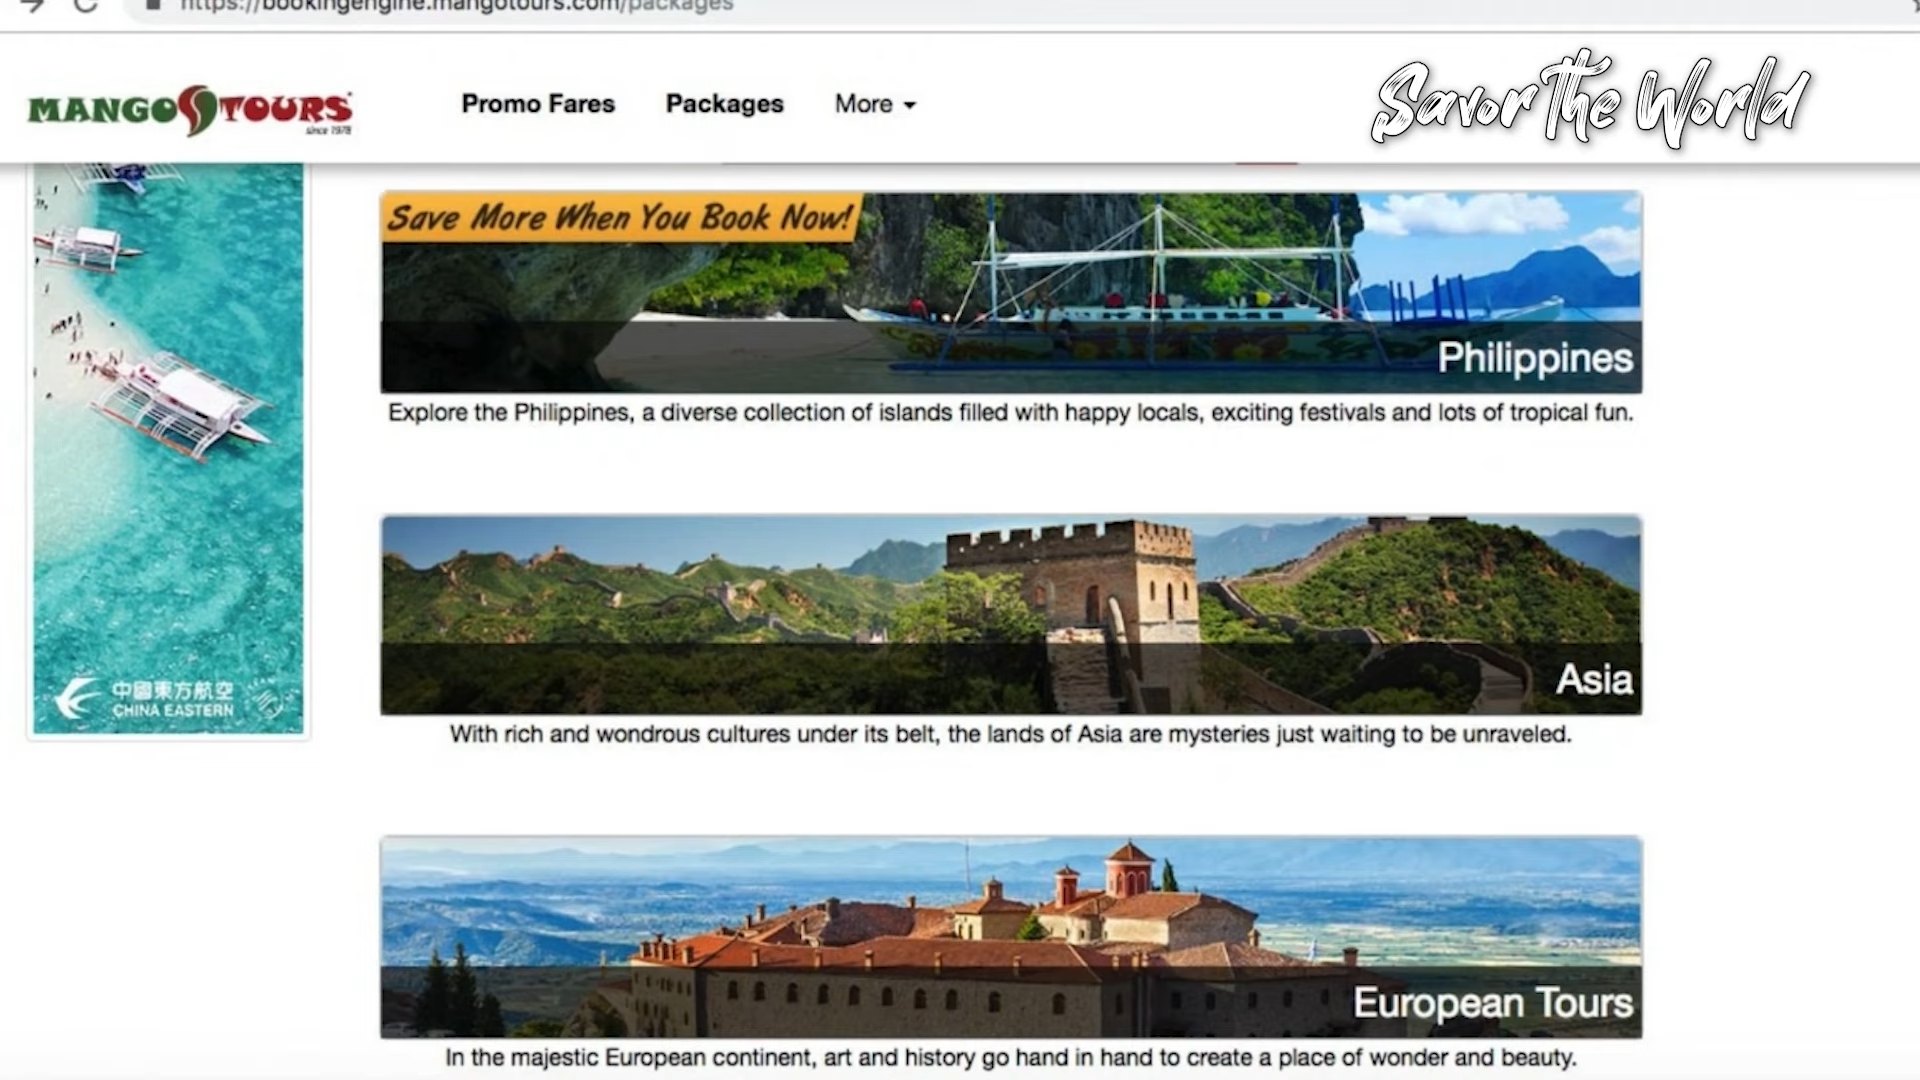 https://bookingengine.mangotours.com/packages
MANGO TOURS
since 1978
Promo Fares
Packages
More
Savor The World
Save More When You Book Now!
Philippines
Explore the Philippines, a diverse collection of islands filled with happy locals, exciting festivals and lots of tropical fun.
Asia
中國東方航空
CHINA EASTERN
With rich and wondrous cultures under its belt, the lands of Asia are mysteries just waiting to be unraveled.
European Tours
In the majestic European continent, art and history go hand in hand to create a place of wonder and beauty.